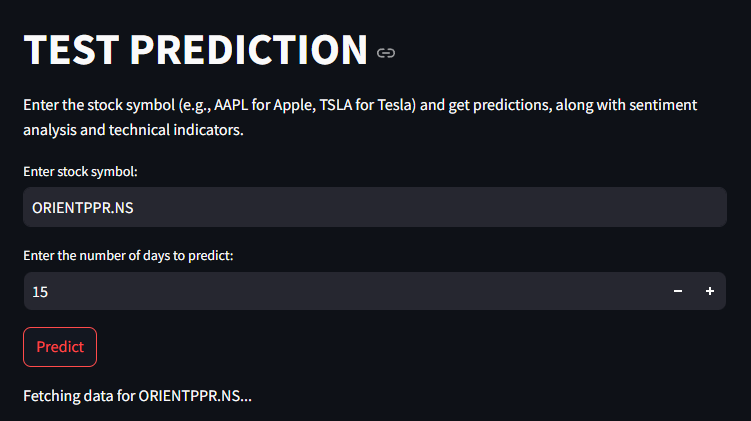 TEST PREDICTION
Enter the stock symbol (e.g., AAPL for Apple, TSLA for Tesla) and get predictions, along with sentiment
analysis and technical indicators.
Enter stock symbol:
ORIENTPPR.NS
Enter the number of days to predict:
15
Predict
Fetching data for ORIENTPPR.NS...